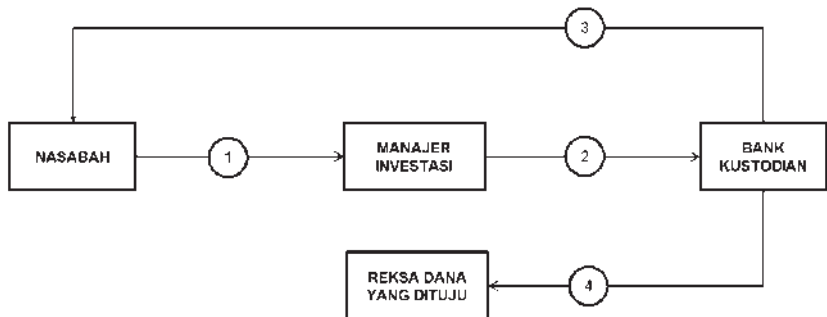 3
NASABAH
1
MANAJER
INVESTASI
2
BANK
KUSTODIAN
REKSA DANA
YANG DITUJU
4